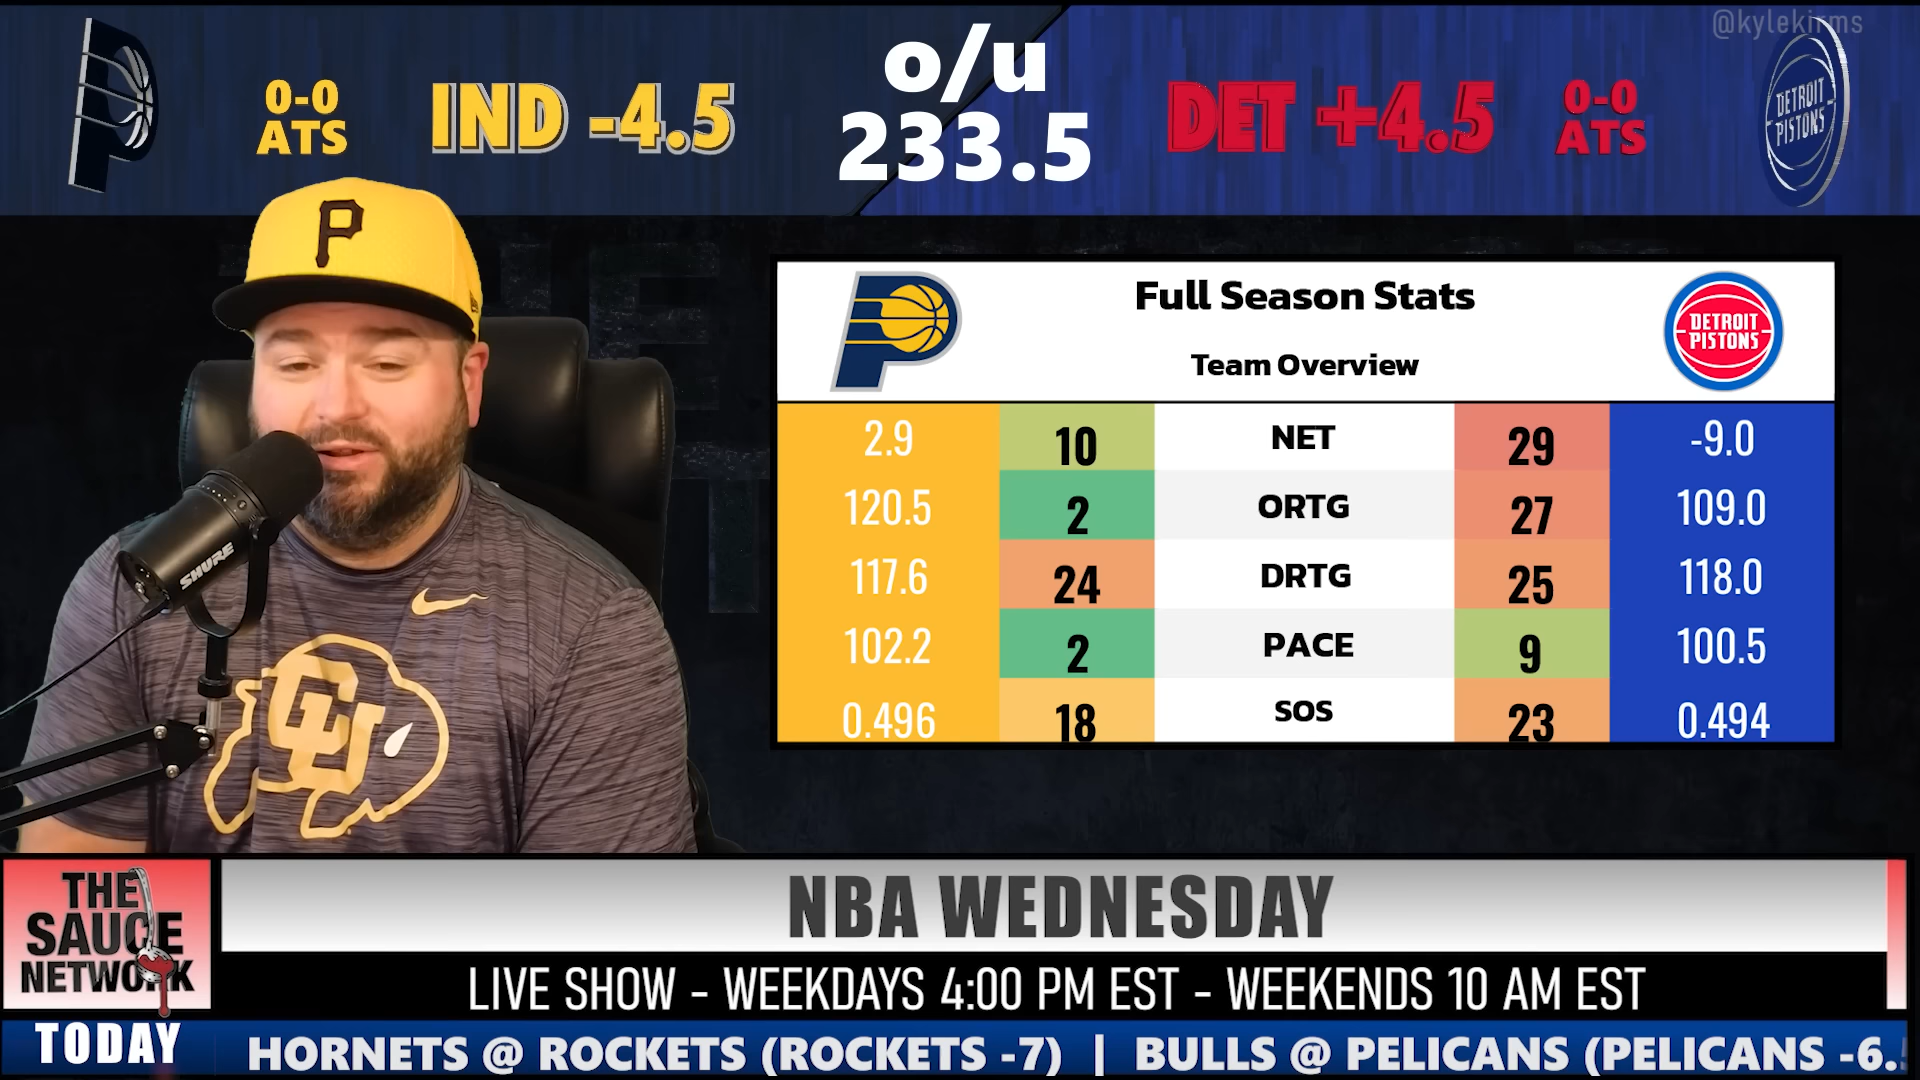 @kylekirms
0-0
ATS
IND -4.5
o/u
233.5
DET +4.5
0-0
ATS
DETROIT
PISTONS
P
Full Season Stats
Team Overview
DETROIT
PISTONS
2.9 10 NET 29 -9.0
120.5 2 ORTG 27 109.0
117.6 24 DRTG 25 118.0
102.2 2 PACE 9 100.5
0.496 18 SOS 23 0.494
SHURE
CU
THE
SAUCE
NETWORK
NBA WEDNESDAY
LIVE SHOW - WEEKDAYS 4:00 PM EST - WEEKENDS 10 AM EST
TODAY
HORNETS @ ROCKETS (ROCKETS -7) | BULLS @ PELICANS (PELICANS -6.